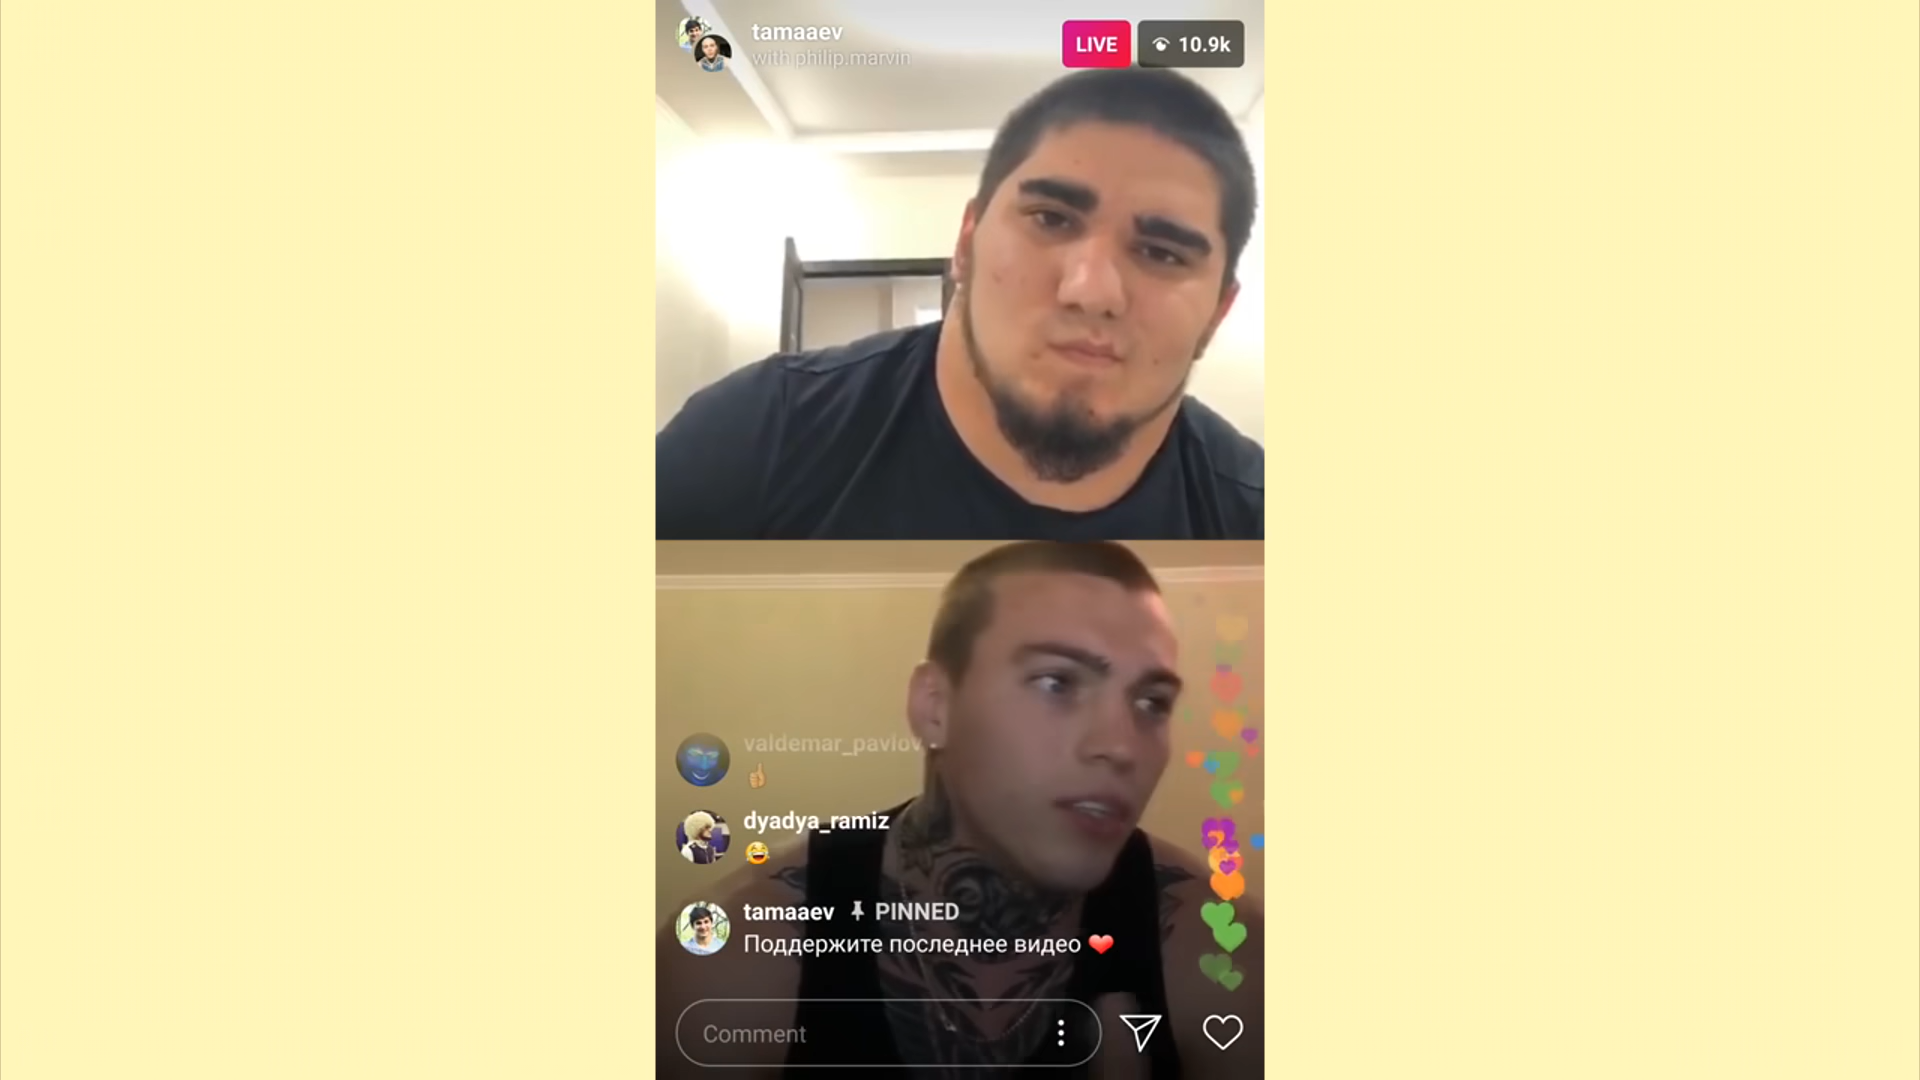 tamaaev
with philip.marvin
LIVE
10.9k
valdemar_pavlov
👍🏼
dyadya_ramiz
😂
tamaaev PINNED
Поддержите последнее видео ❤️
Comment